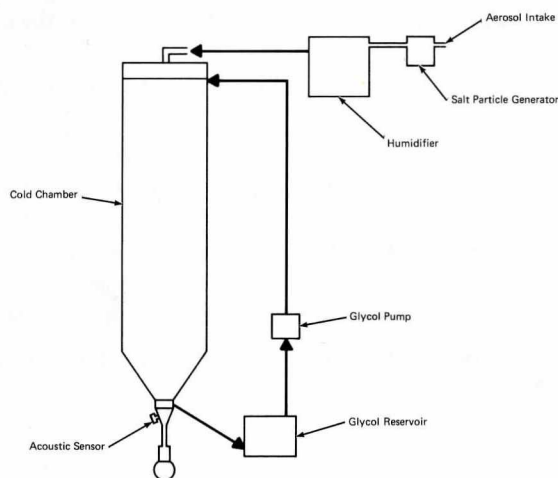 Aerosol Intake
Salt Particle Generator
Humidifier
Cold Chamber
Glycol Pump
Glycol Reservoir
Acoustic Sensor